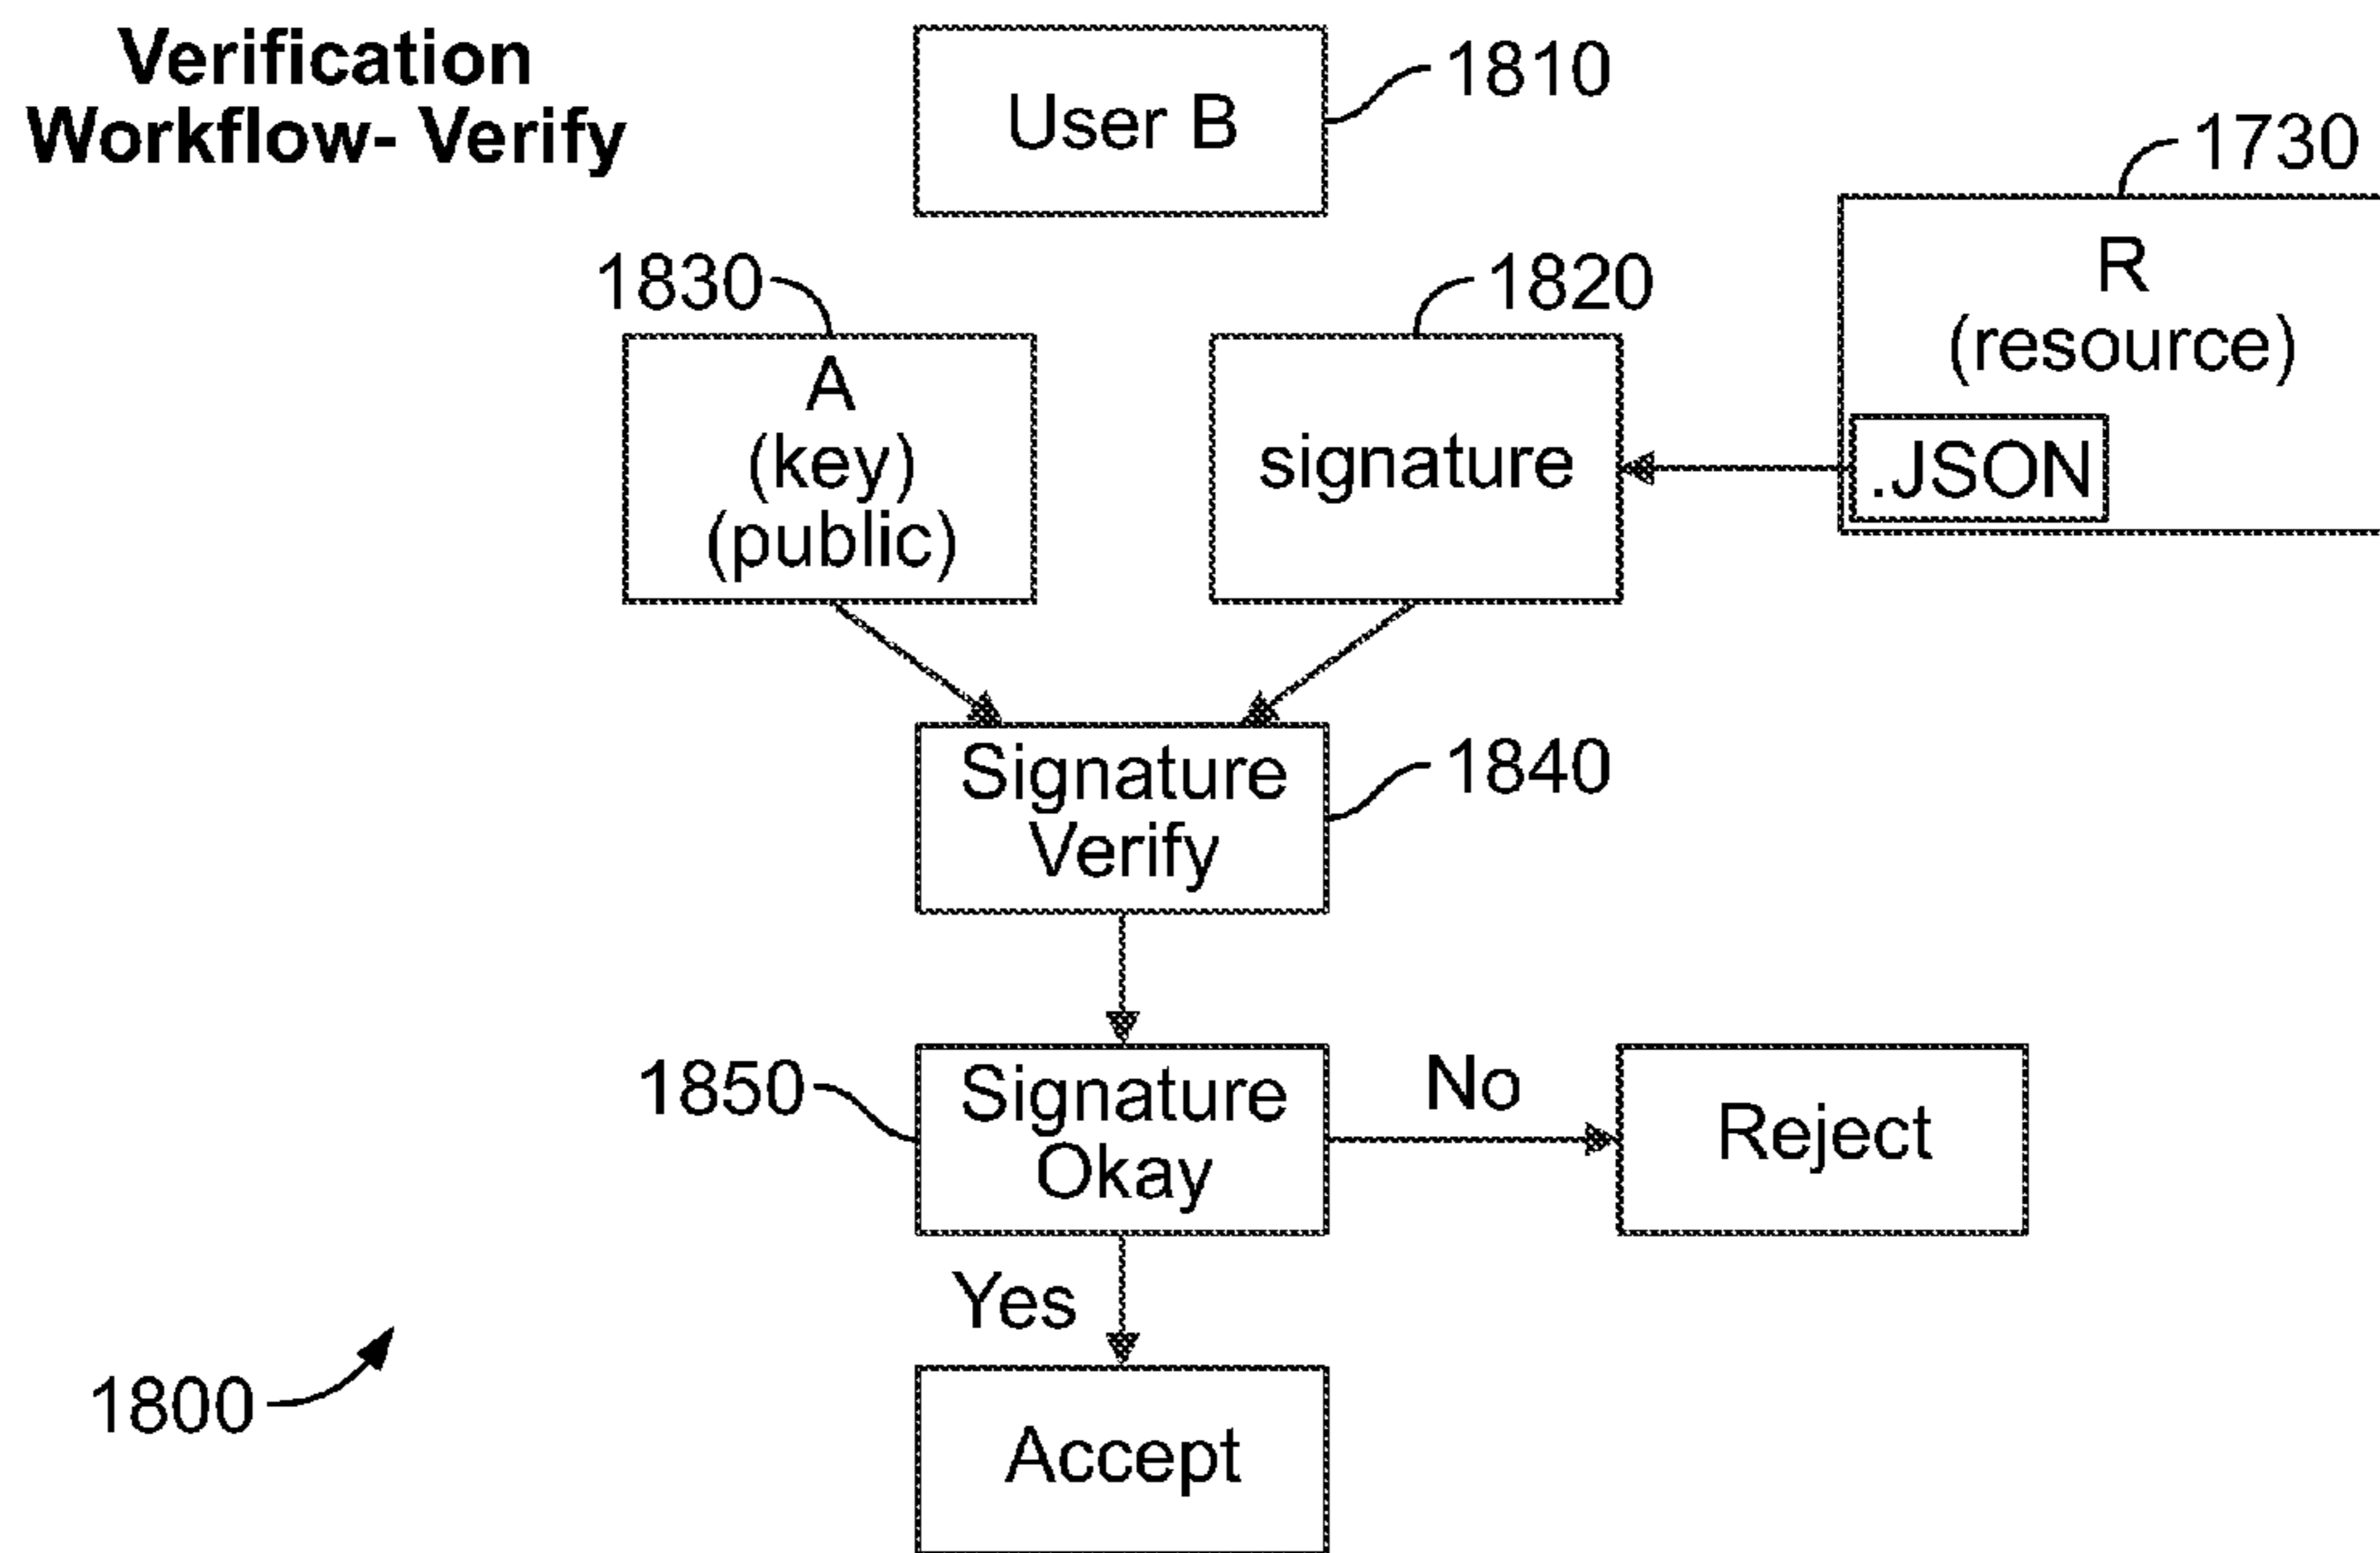 Verification
Workflow- Verify
User B
1810
1730
1830
1820
R
(resource)
.JSON
A
(key)
(public)
signature
Signature
Verify
1840
1850
Signature
Okay
No
Reject
Yes
1800
Accept